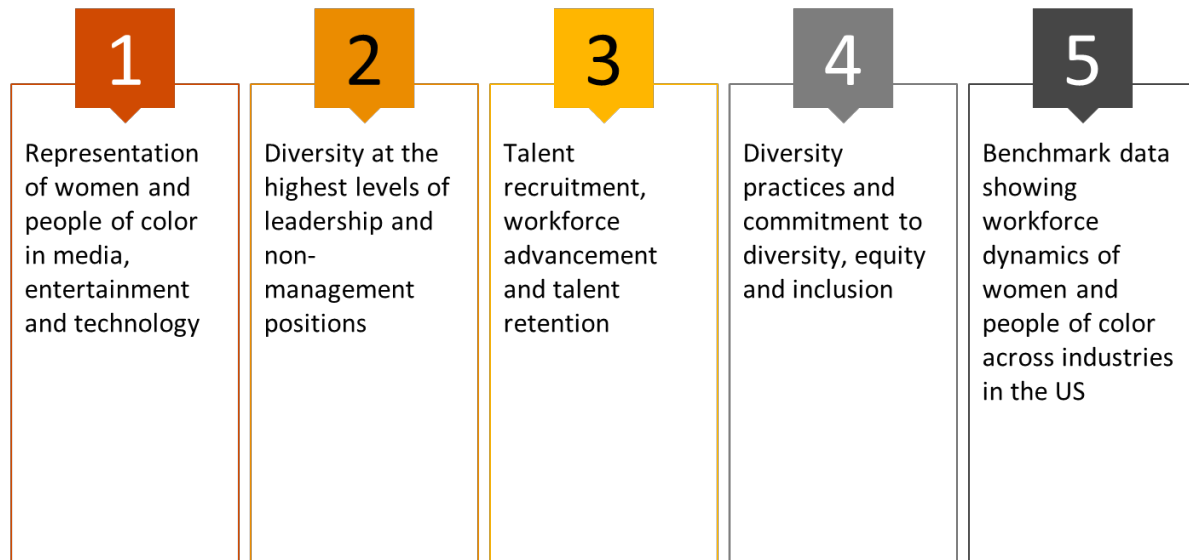 1
Representation
of women and
people of color
in media,
entertainment
and technology
2
Diversity at the
highest levels of
leadership and
non-
management
positions
3
Talent
recruitment,
workforce
advancement
and talent
retention
4
Diversity
practices and
commitment to
diversity, equity
and inclusion
5
Benchmark data
showing
workforce
dynamics of
women and
people of color
across industries
in the US